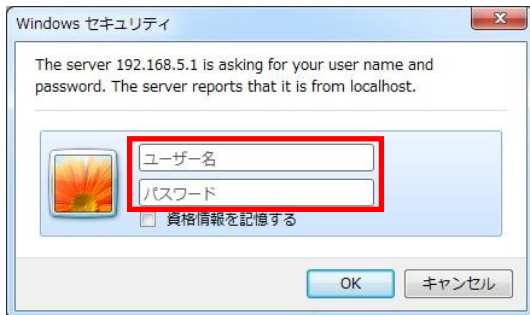 Windows セキュリティ
The server 192.168.5.1 is asking for your user name and
password. The server reports that it is from localhost.
ユーザー名
パスワード
資格情報を記憶する
OK
キャンセル